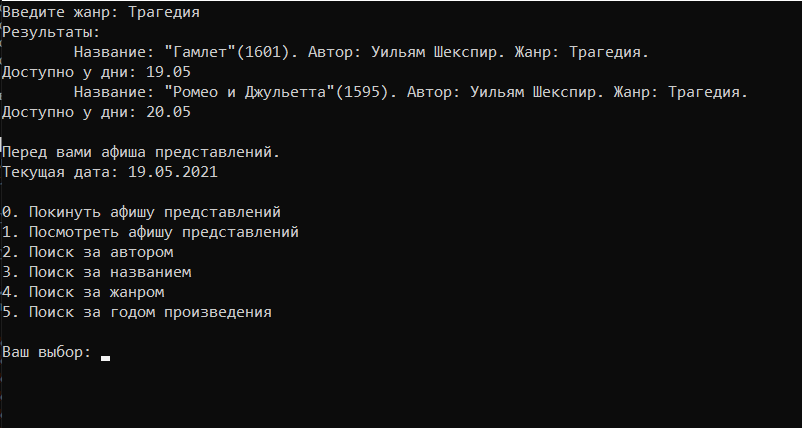 Введите жанр: Трагедия
Результаты:
Название: "Гамлет"(1601). Автор: Уильям Шекспир. Жанр: Трагедия.
Доступно у дни: 19.05
Название: "Ромео и Джульетта"(1595). Автор: Уильям Шекспир. Жанр: Трагедия.
Доступно у дни: 20.05
Перед вами афиша представлений.
Текущая дата: 19.05.2021
0. Покинуть афишу представлений
1. Посмотреть афишу представлений
2. Поиск за автором
3. Поиск за названием
4. Поиск за жанром
5. Поиск за годом произведения
Ваш выбор: